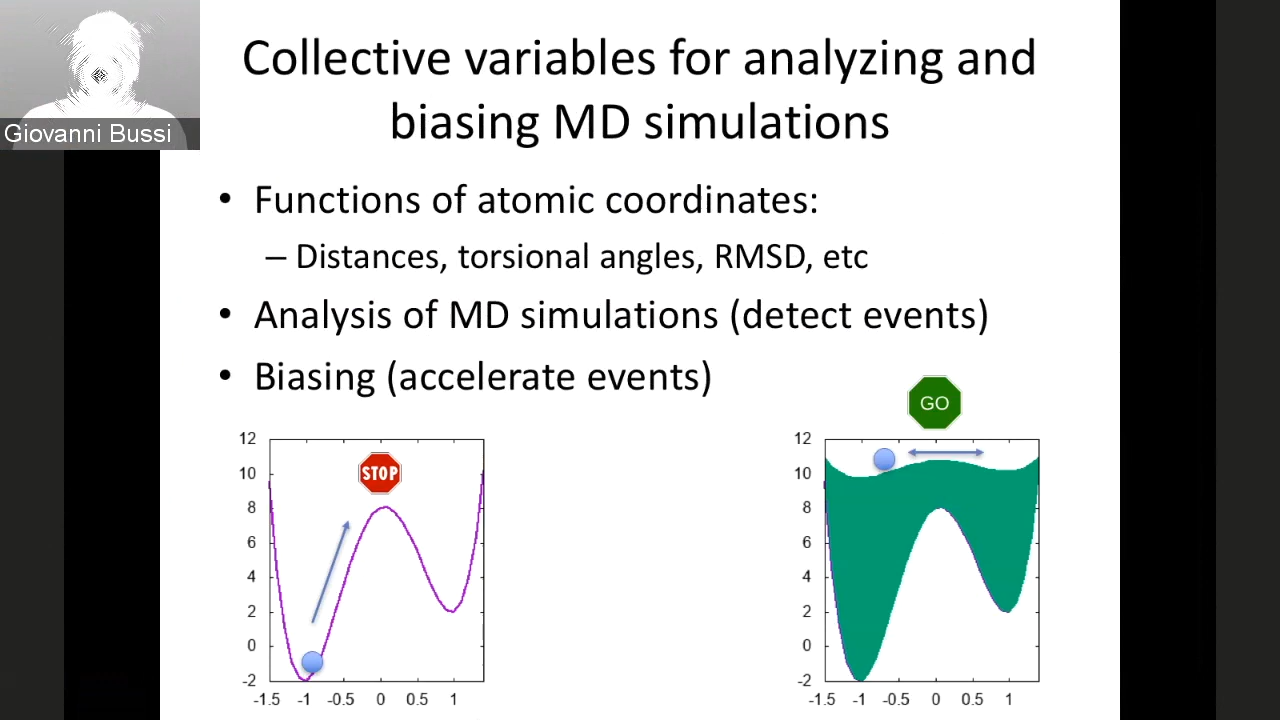 Giovanni Bussi
Collective variables for analyzing and
biasing MD simulations
• Functions of atomic coordinates:
– Distances, torsional angles, RMSD, etc
• Analysis of MD simulations (detect events)
• Biasing (accelerate events)
STOP
12
10
8
6
4
2
0
-2
-1.5 -1 -0.5 0 0.5 1
GO
12
10
8
6
4
2
0
-2
-1.5 -1 -0.5 0 0.5 1